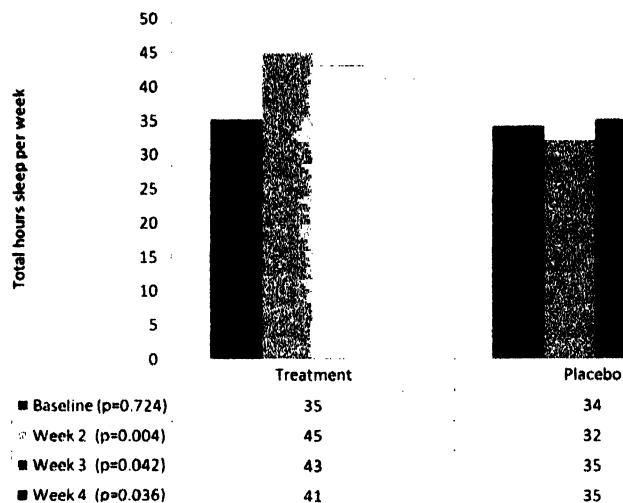 50
45
40
35
30
25
20
15
10
5
0
Total hours sleep per week
Treatment Placebo
Baseline (p=0.724) 35 34
Week 2 (p=0.004) 45 32
Week 3 (p=0.042) 43 35
Week 4 (p=0.036) 41 35